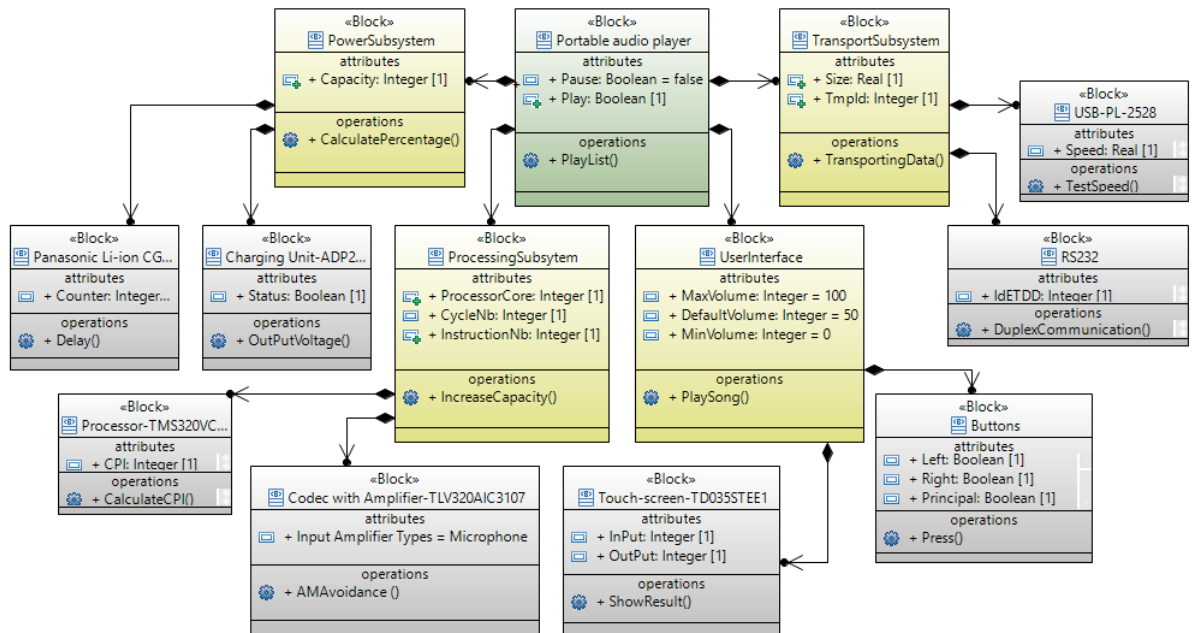 «Block»
PowerSubsystem
attributes
+ Capacity: Integer [1]
operations
+ CalculatePercentage()
«Block»
Portable audio player
attributes
+ Pause: Boolean = false
+ Play: Boolean [1]
operations
+ PlayList()
«Block»
TransportSubsystem
attributes
+ Size: Real [1]
+ TmpId: Integer [1]
operations
+ TransportingData()
«Block»
USB-PL-2528
attributes
+ Speed: Real [1]
operations
+ TestSpeed()
«Block»
Panasonic Li-ion CG...
attributes
+ Counter: Integer...
operations
+ Delay()
«Block»
Charging Unit-ADP2...
attributes
+ Status: Boolean [1]
operations
+ OutPutVoltage()
«Block»
ProcessingSubsytem
attributes
+ ProcessorCore: Integer [1]
+ CycleNb: Integer [1]
+ InstructionNb: Integer [1]
operations
+ IncreaseCapacity()
«Block»
UserInterface
attributes
+ MaxVolume: Integer = 100
+ DefaultVolume: Integer = 50
+ MinVolume: Integer = 0
operations
+ PlaySong()
«Block»
RS232
attributes
+ IdETDD: Integer [1]
operations
+ DuplexCommunication()
«Block»
Processor-TMS320VC...
attributes
+ CPI: Integer [1]
operations
+ CalculateCPI()
«Block»
Codec with Amplifier-TLV320AIC3107
attributes
+ Input Amplifier Types = Microphone
operations
+ AMAvoidance ()
«Block»
Touch-screen-TD035STEE1
attributes
+ InPut: Integer [1]
+ OutPut: Integer [1]
operations
+ ShowResult()
«Block»
Buttons
attributes
+ Left: Boolean [1]
+ Right: Boolean [1]
+ Principal: Boolean [1]
operations
+ Press()